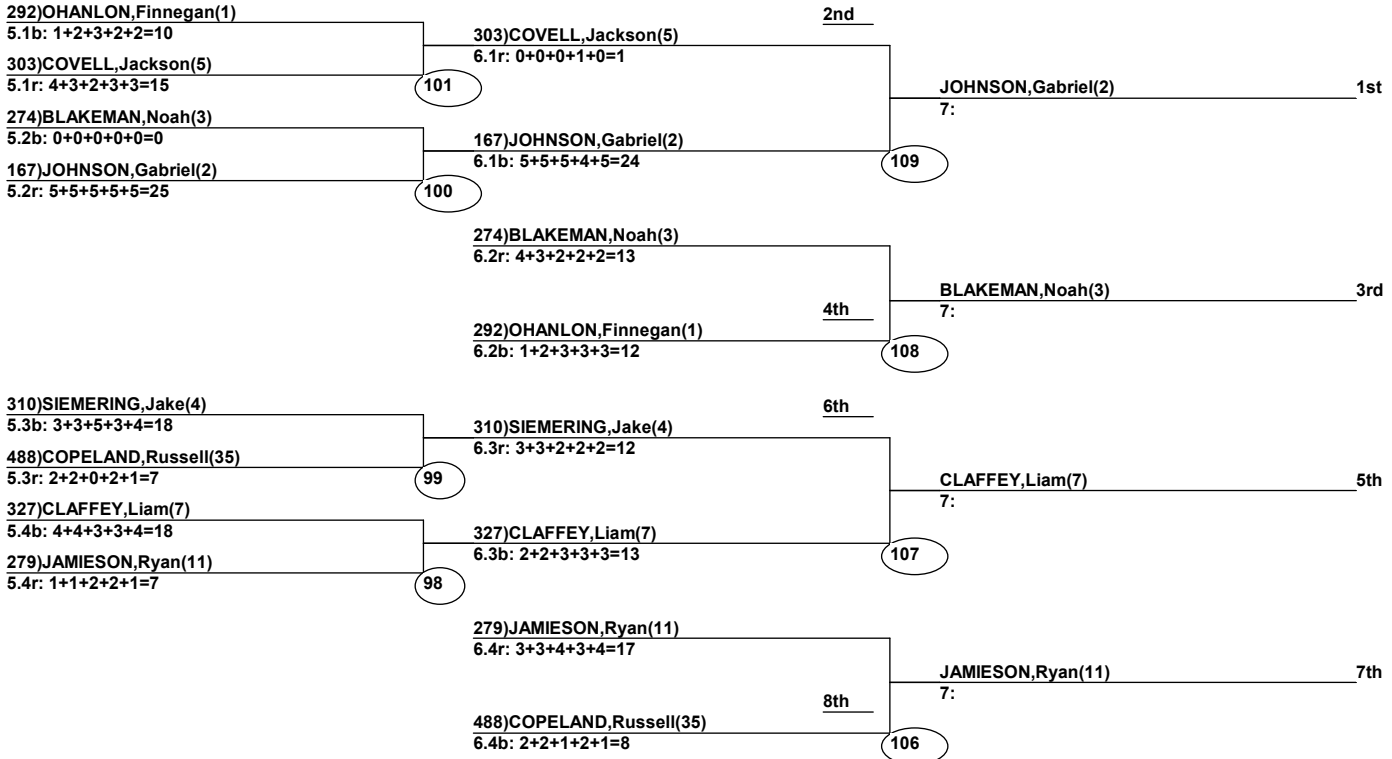 292)OHANLON,Finnegan(1)
5.1b: 1+2+3+2+2=10
303)COVELL,Jackson(5)
5.1r: 4+3+2+3+3=15
101
274)BLAKEMAN,Noah(3)
5.2b: 0+0+0+0+0=0
167)JOHNSON,Gabriel(2)
5.2r: 5+5+5+5+5=25
100
303)COVELL,Jackson(5)
6.1r: 0+0+0+1+0=1
167)JOHNSON,Gabriel(2)
6.1b: 5+5+5+4+5=24
2nd
109
JOHNSON,Gabriel(2)
7:
1st
274)BLAKEMAN,Noah(3)
6.2r: 4+3+2+2+2=13
292)OHANLON,Finnegan(1)
6.2b: 1+2+3+3+3=12
4th
108
BLAKEMAN,Noah(3)
7:
3rd
310)SIEMERING,Jake(4)
5.3b: 3+3+5+3+4=18
488)COPELAND,Russell(35)
5.3r: 2+2+0+2+1=7
99
327)CLAFFEY,Liam(7)
5.4b: 4+4+3+3+4=18
279)JAMIESON,Ryan(11)
5.4r: 1+1+2+2+1=7
98
310)SIEMERING,Jake(4)
6.3r: 3+3+2+2+2=12
327)CLAFFEY,Liam(7)
6.3b: 2+2+3+3+3=13
6th
107
CLAFFEY,Liam(7)
7:
5th
279)JAMIESON,Ryan(11)
6.4r: 3+3+4+3+4=17
488)COPELAND,Russell(35)
6.4b: 2+2+1+2+1=8
8th
106
JAMIESON,Ryan(11)
7:
7th